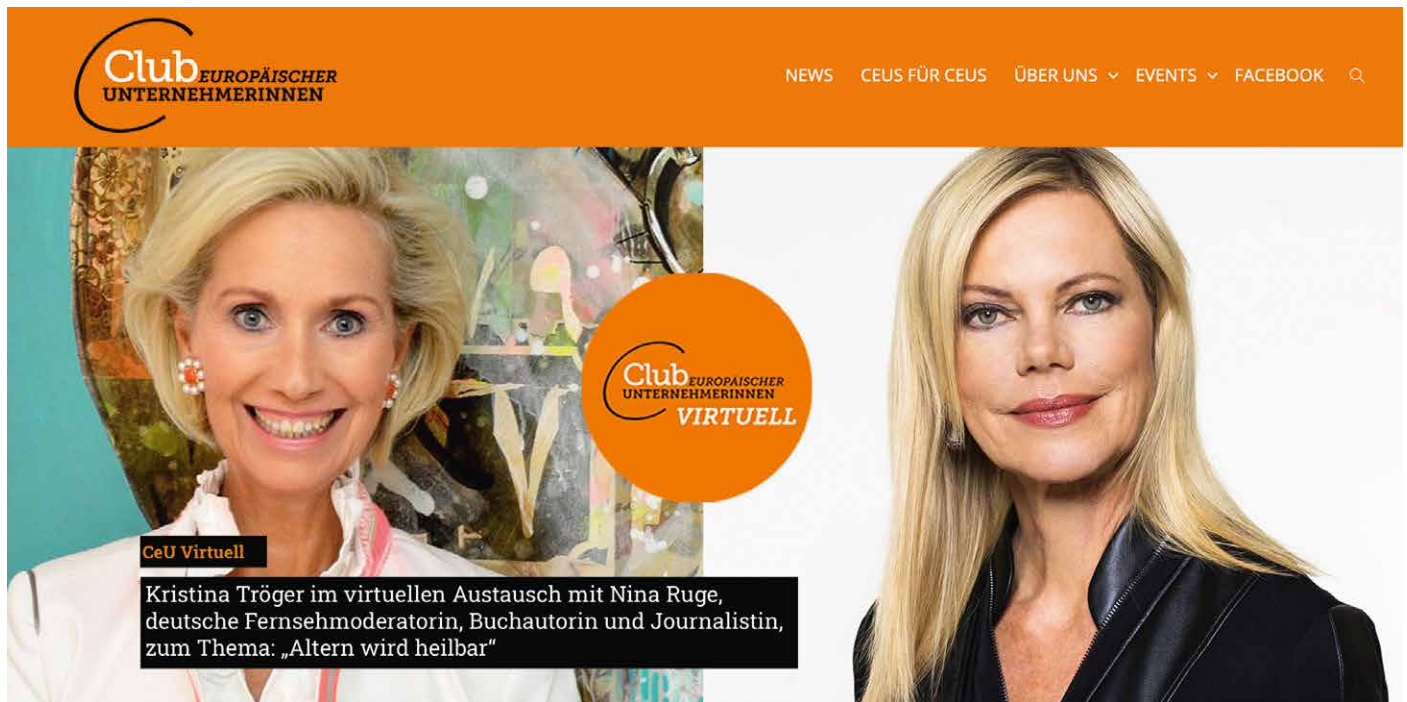 Club EUROPÄISCHER
UNTERNEHMERINNEN
NEWS CEUS FÜR CEUS ÜBER UNS EVENTS FACEBOOK
Club EUROPÄISCHER
UNTERNEHMERINNEN
VIRTUELL
CeU Virtuell
Kristina Tröger im virtuellen Austausch mit Nina Ruge,
deutsche Fernsehmoderatorin, Buchautorin und Journalistin,
zum Thema: „Altern wird heilbar“